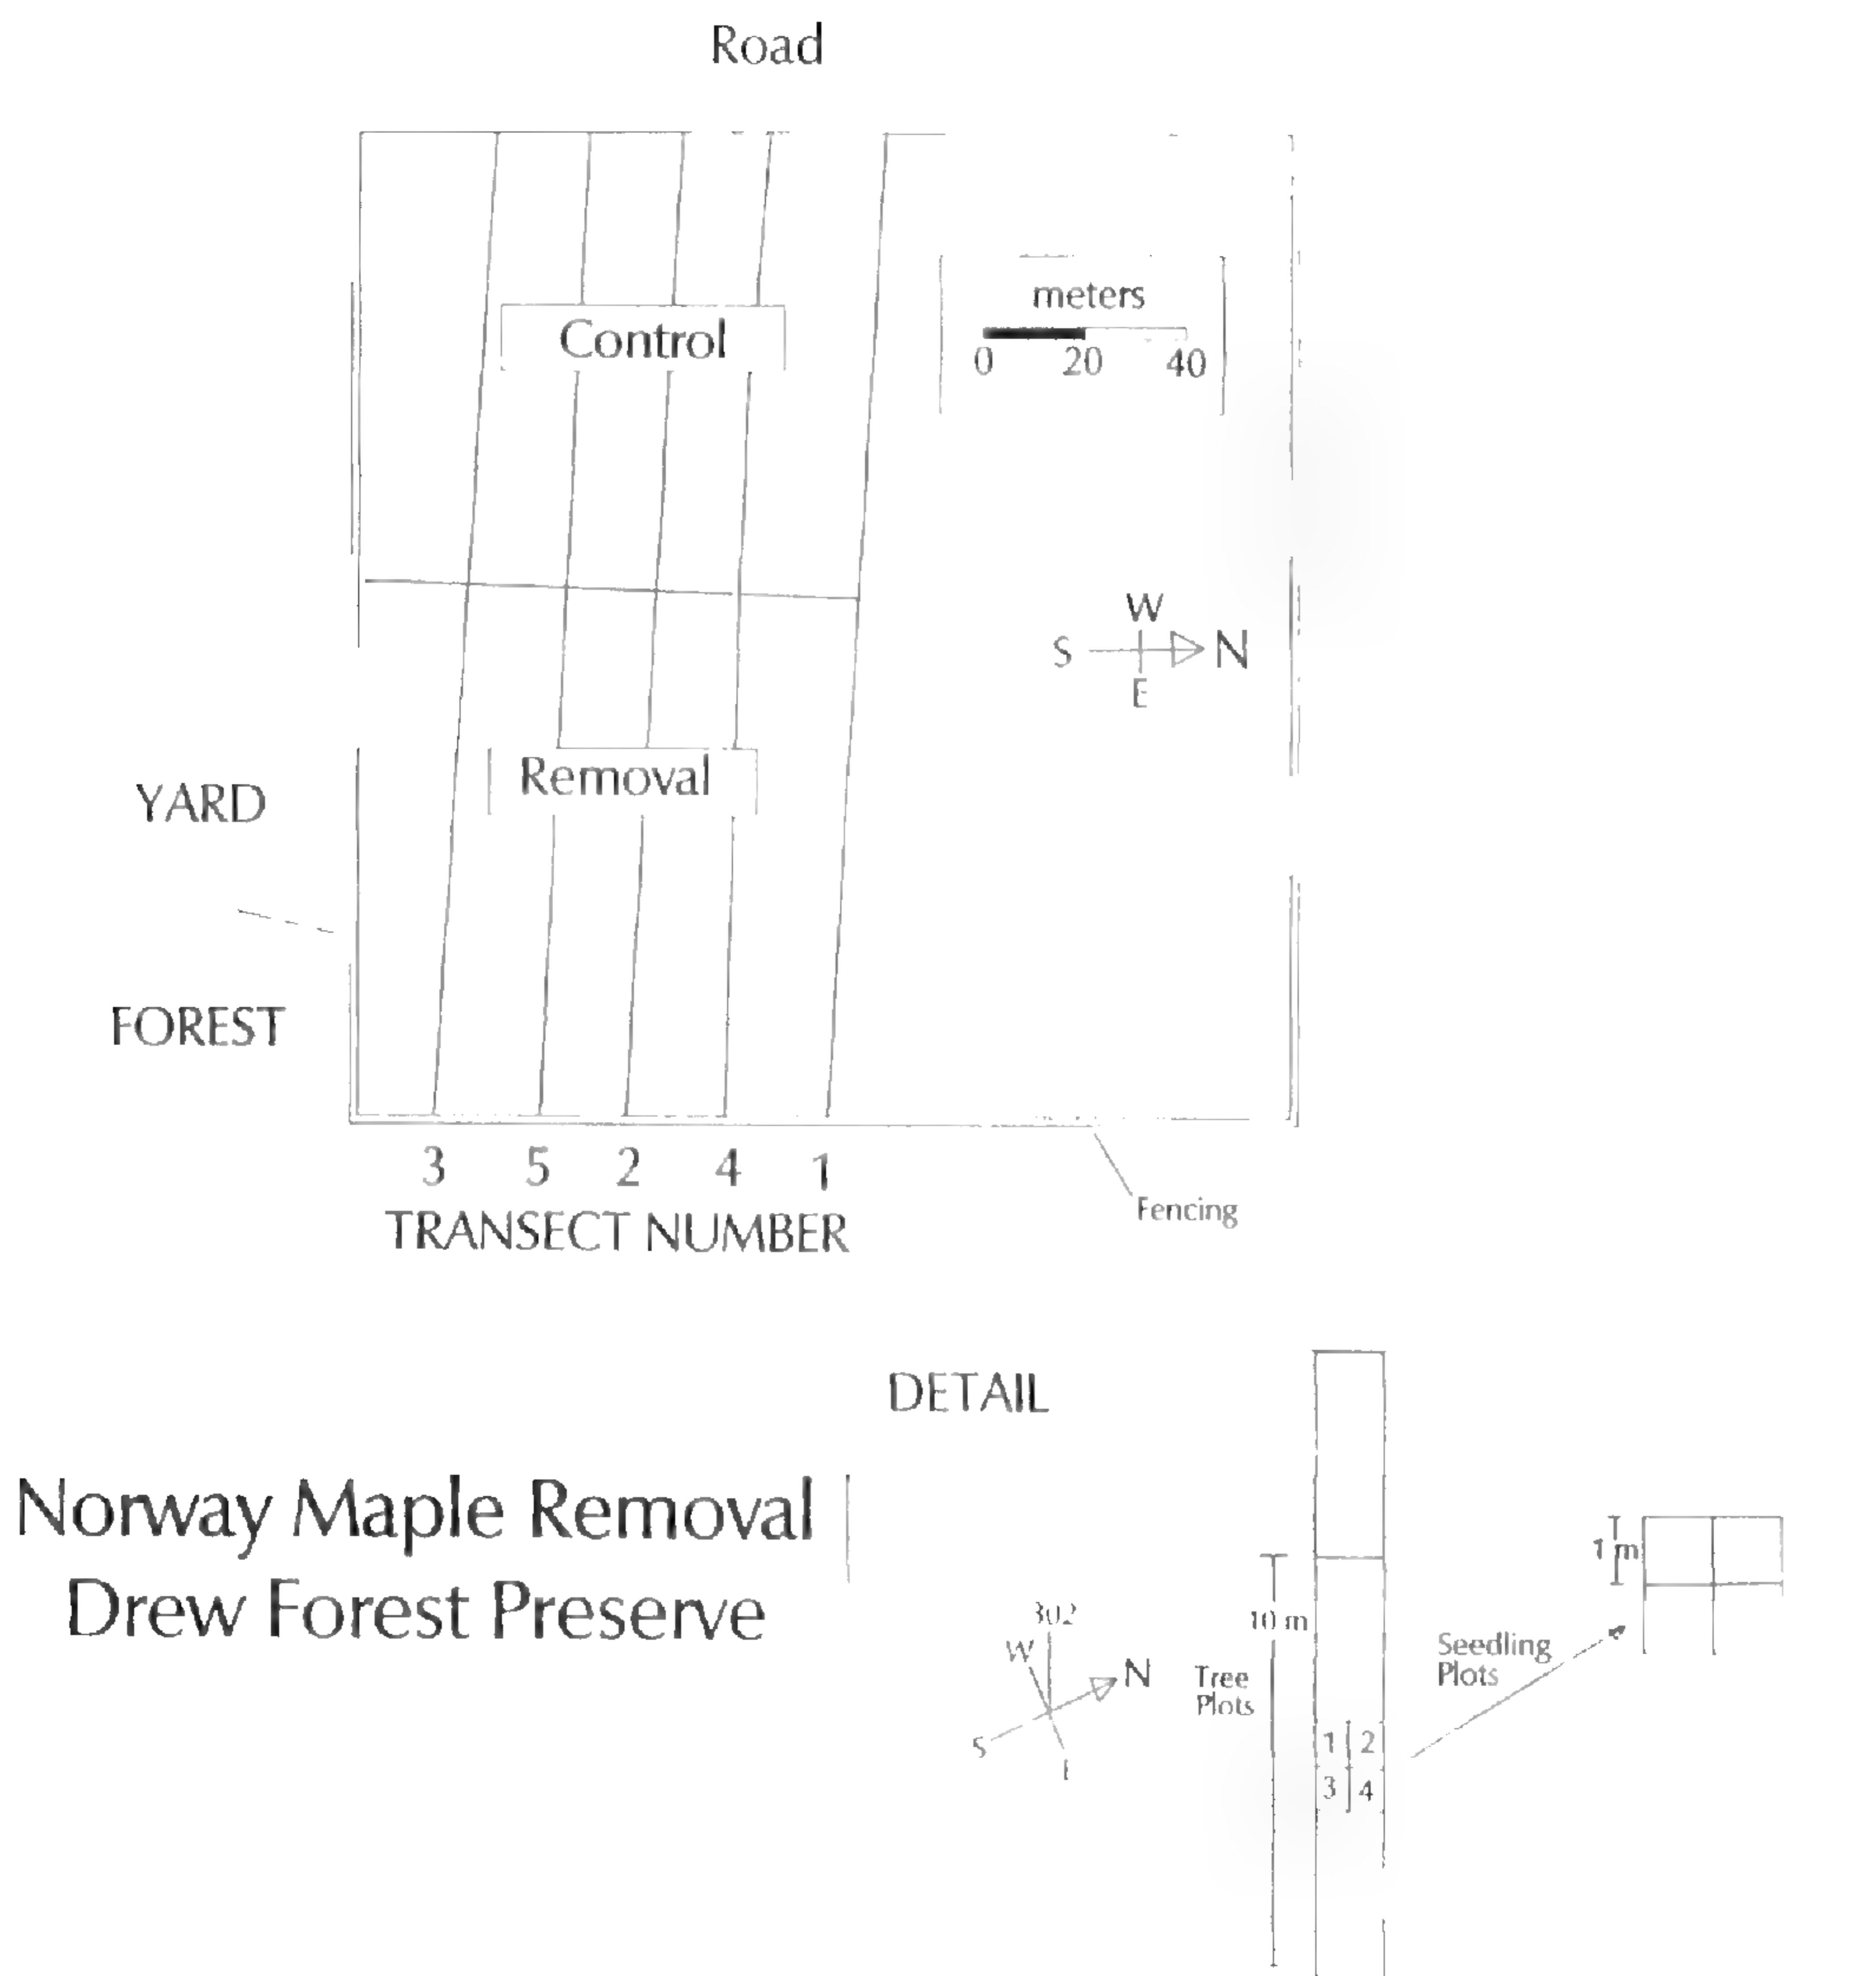 Road
Control
meters
0 20 40
W
S N
E
Removal
YARD
FOREST
3 5 2 4 1
TRANSECT NUMBER
Fencing
DETAIL
Norway Maple Removal
Drew Forest Preserve
302
W
N
S
1 m
10 m
Tree
Plots
Seedling
Plots
1 2
3 4